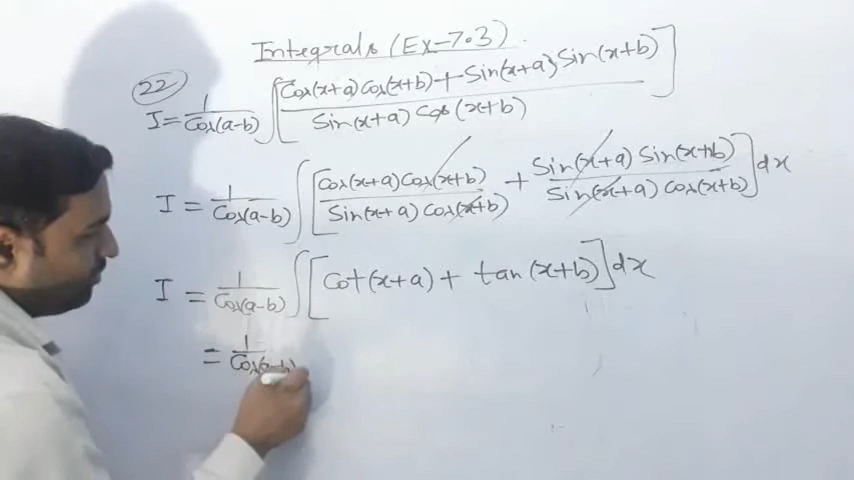 Integrals (Ex-7.3)
22
I = 1/Cos(a-b) ∫ [ Cos(x+a) Cos(x+b) + Sin(x+a) Sin(x+b) / Sin(x+a) Cos(x+b) ]
I = 1/Cos(a-b) ∫ [ Cos(x+a) Cos(x+b) / Sin(x+a) Cos(x+b) + Sin(x+a) Sin(x+b) / Sin(x+a) Cos(x+b) ] dx
I = 1/Cos(a-b) ∫ [ Cot(x+a) + tan(x+b) ] dx
= 1/Cos(a-b)